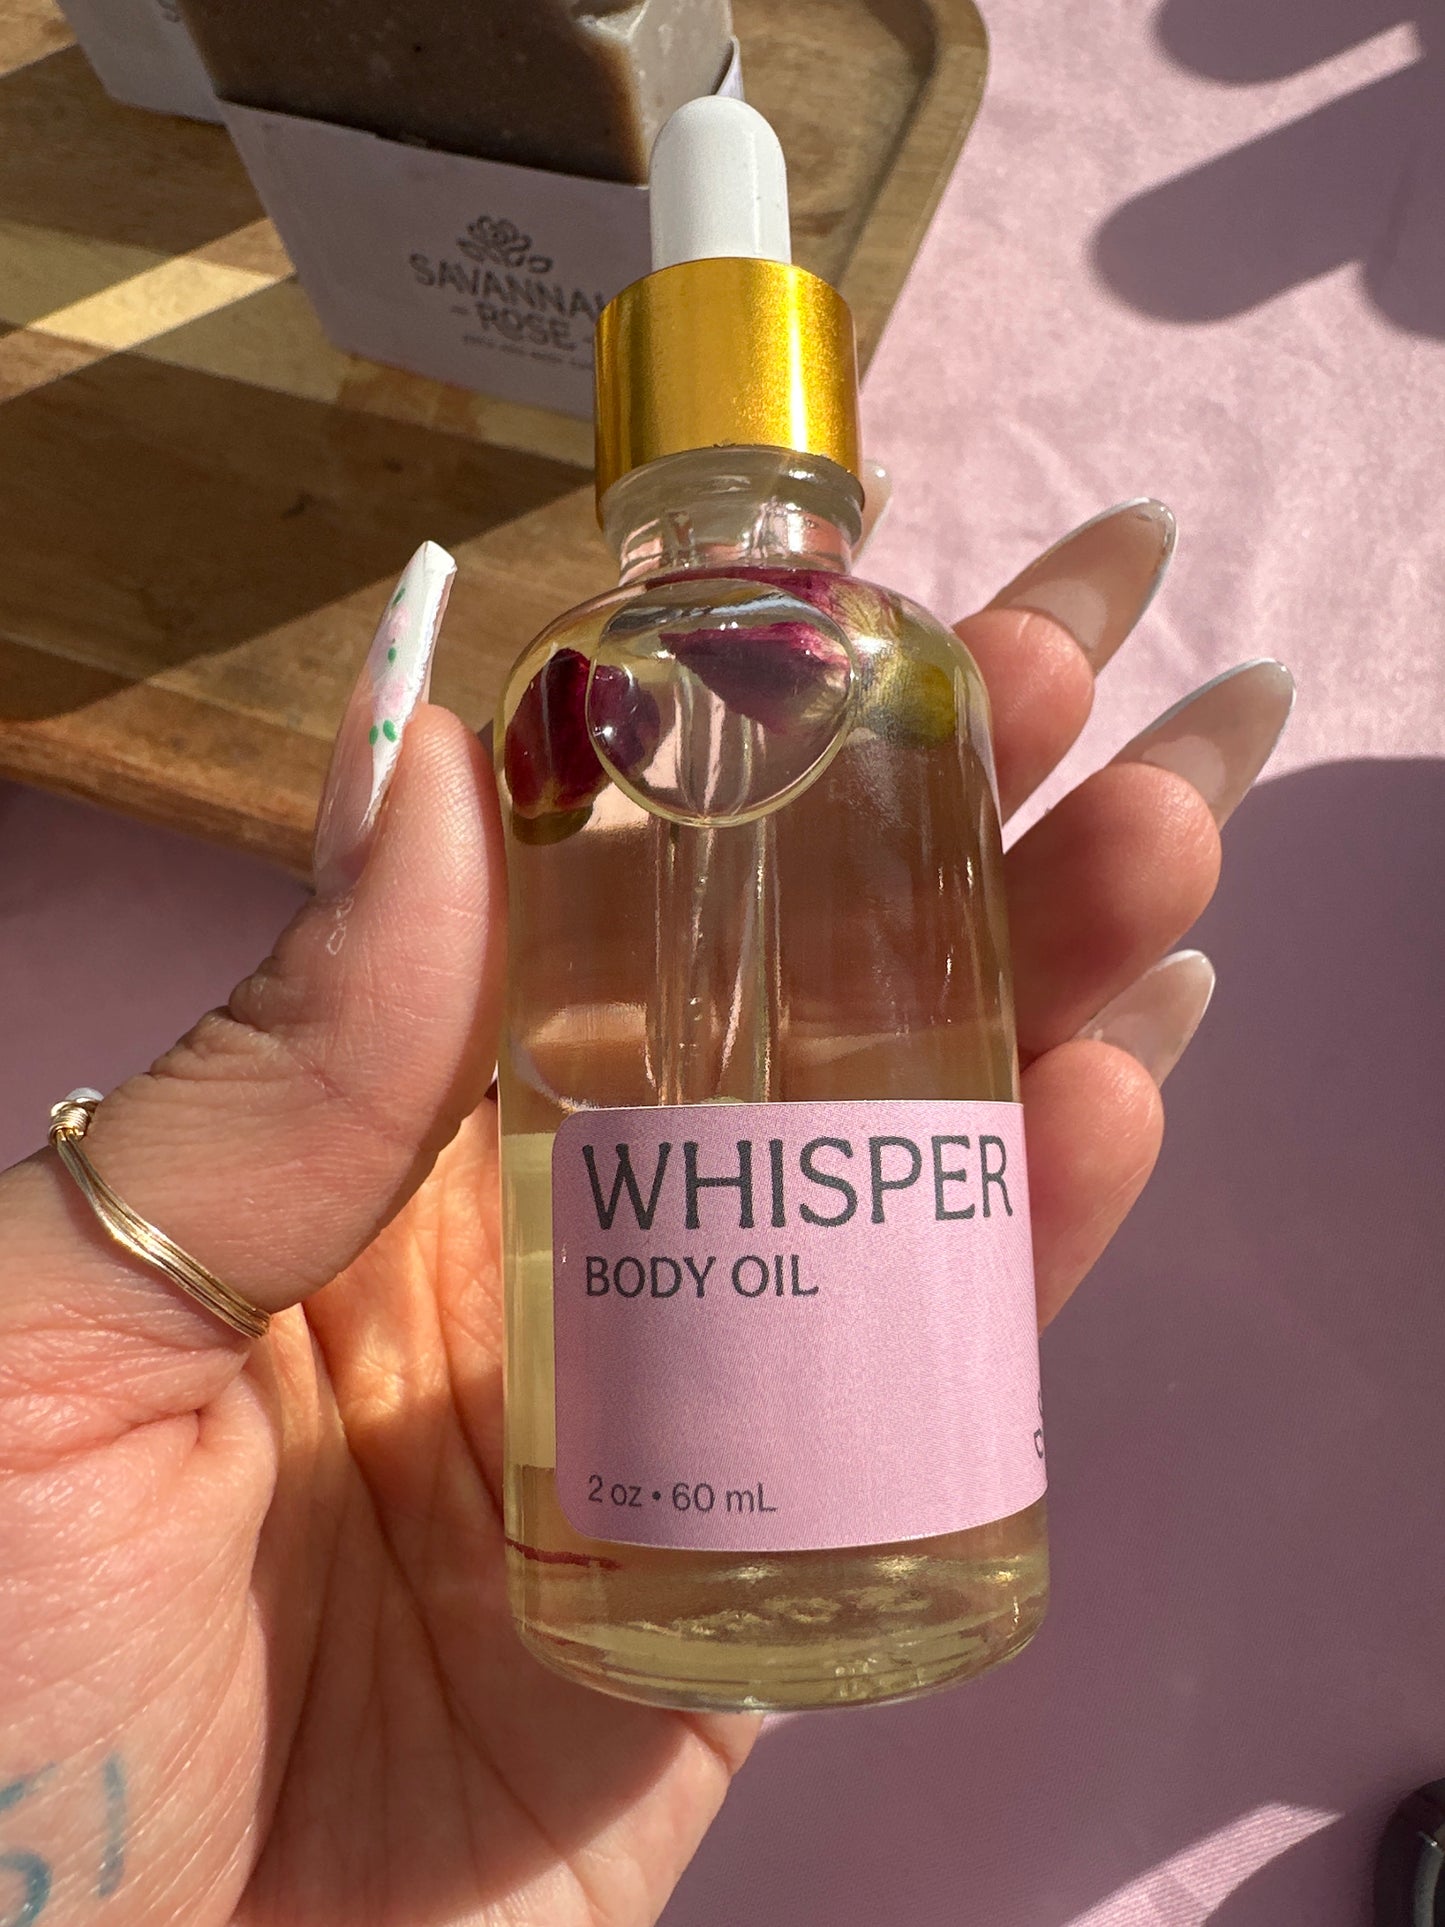 SAVANNAH
- ROSE -
WHISPER
BODY OIL
2 oz • 60 mL